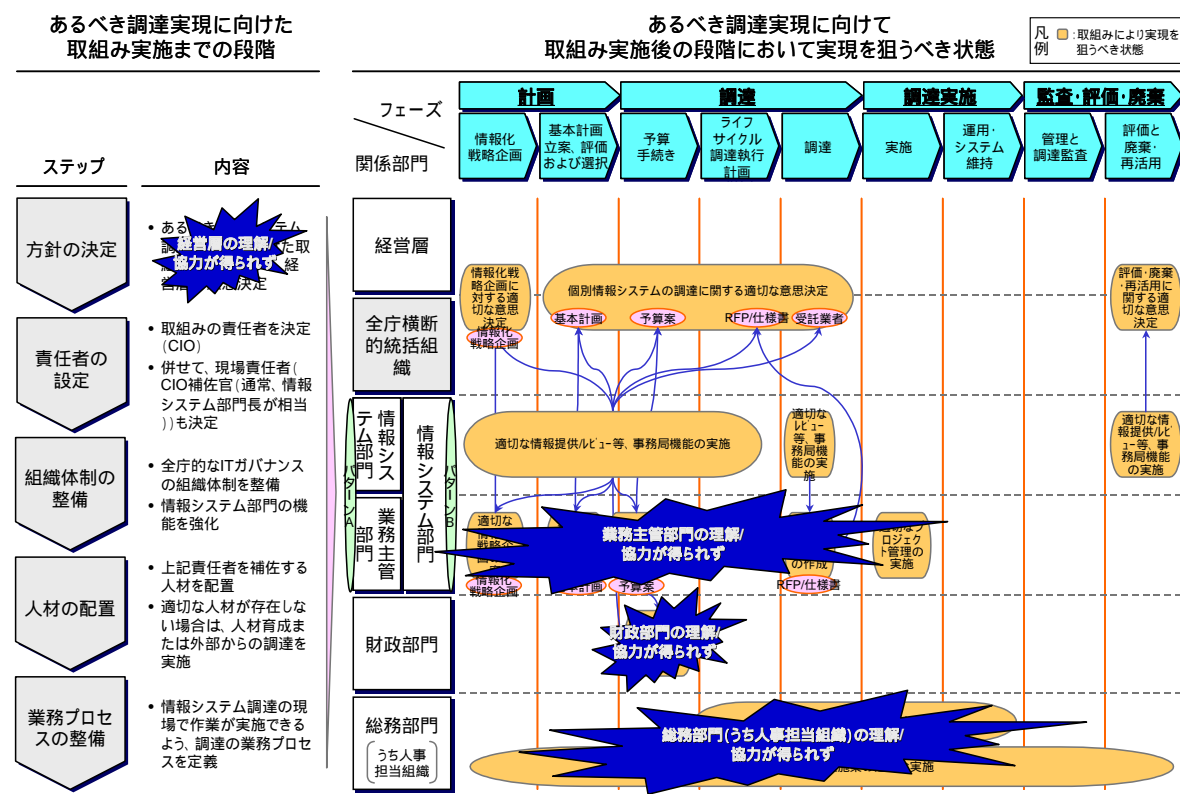 あるべき調達実現に向けた
取組み実施までの段階
あるべき調達実現に向けて
取組み実施後の段階において実現を狙うべき状態
凡例
:取組みにより実現を
狙うべき状態
ステップ
内容
フェーズ
関係部門
計画
調達
調達実施
監査・評価・廃棄
情報化
戦略企画
基本計画
立案、評価
および選択
予算
手続き
ライフ
サイクル
調達執行
計画
調達
実施
運用・
システム
維持
管理と
調達監査
評価と
廃棄・
再活用
方針の決定
経営層の理解/
協力が得られず
責任者の
設定
• 取組みの責任者を決定
(CIO)
• 併せて、現場責任者(
CIO補佐官(通常、情報
システム部門長が相当
))も決定
組織体制の
整備
• 全庁的なITガバナンス
の組織体制を整備
• 情報システム部門の機
能を強化
人材の配置
• 上記責任者を補佐する
人材を配置
• 適切な人材が存在しな
い場合は、人材育成ま
たは外部からの調達を
実施
業務プロセ
スの整備
• 情報システム調達の現
場で作業が実施できる
よう、調達の業務プロセ
スを定義
経営層
全庁横断
的統括組
織
パターンA
情報シス
テム部門
業務主管
部門
情報システム部門
パターンB
財政部門
総務部門
うち人事
担当組織
情報化戦
略企画に
対する適
切な意思
決定
情報化
戦略企画
個別情報システムの調達に関する適切な意思決定
基本計画
予算案
RFP/仕様書
受託業者
評価・廃棄
・再活用
に関する適
切な意思
決定
適切な情報提供/レビュー等、事務局機能の実施
適切な
レビュー
等、事
務局機
能の実
施
適切な情
報提供/レビ
ュー等、事
務局機能
の実施
適切な
業務主管部門の理解/
協力が得られず
の作成
ロジェク
ト管理の
実施
情報化
戦略企画
予算案
RFP/仕様書
財政部門の理解/
協力が得られず
総務部門(うち人事担当組織)の理解/
協力が得られず
実施